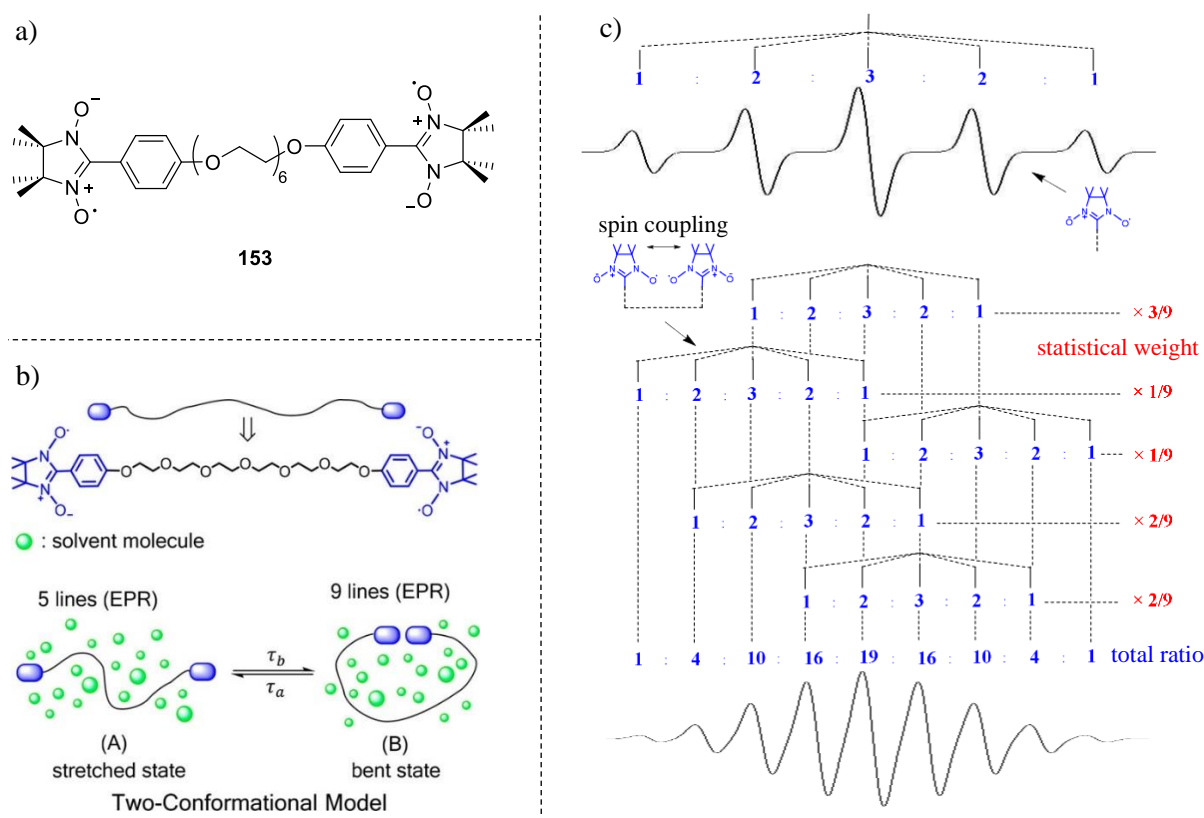 a)
O⁻
N
N
+
O•
O
O
6
O•
+
N
N
O
−
153
b)
O•
N
N
+
O−
O
O
O
O
O
O
O
−O
+
N
N
•O
: solvent molecule
5 lines (EPR)
9 lines (EPR)
τb
τa
(A)
(B)
stretched state
bent state
Two-Conformational Model
c)
1 : 2 : 3 : 2 : 1
spin coupling
1 : 2 : 3 : 2 : 1 × 3/9
statistical weight
1 : 2 : 3 : 2 : 1 × 1/9
1 : 2 : 3 : 2 : 1 × 1/9
1 : 2 : 3 : 2 : 1 × 2/9
1 : 2 : 3 : 2 : 1 × 2/9
1 : 4 : 10 : 16 : 19 : 16 : 10 : 4 : 1 total ratio